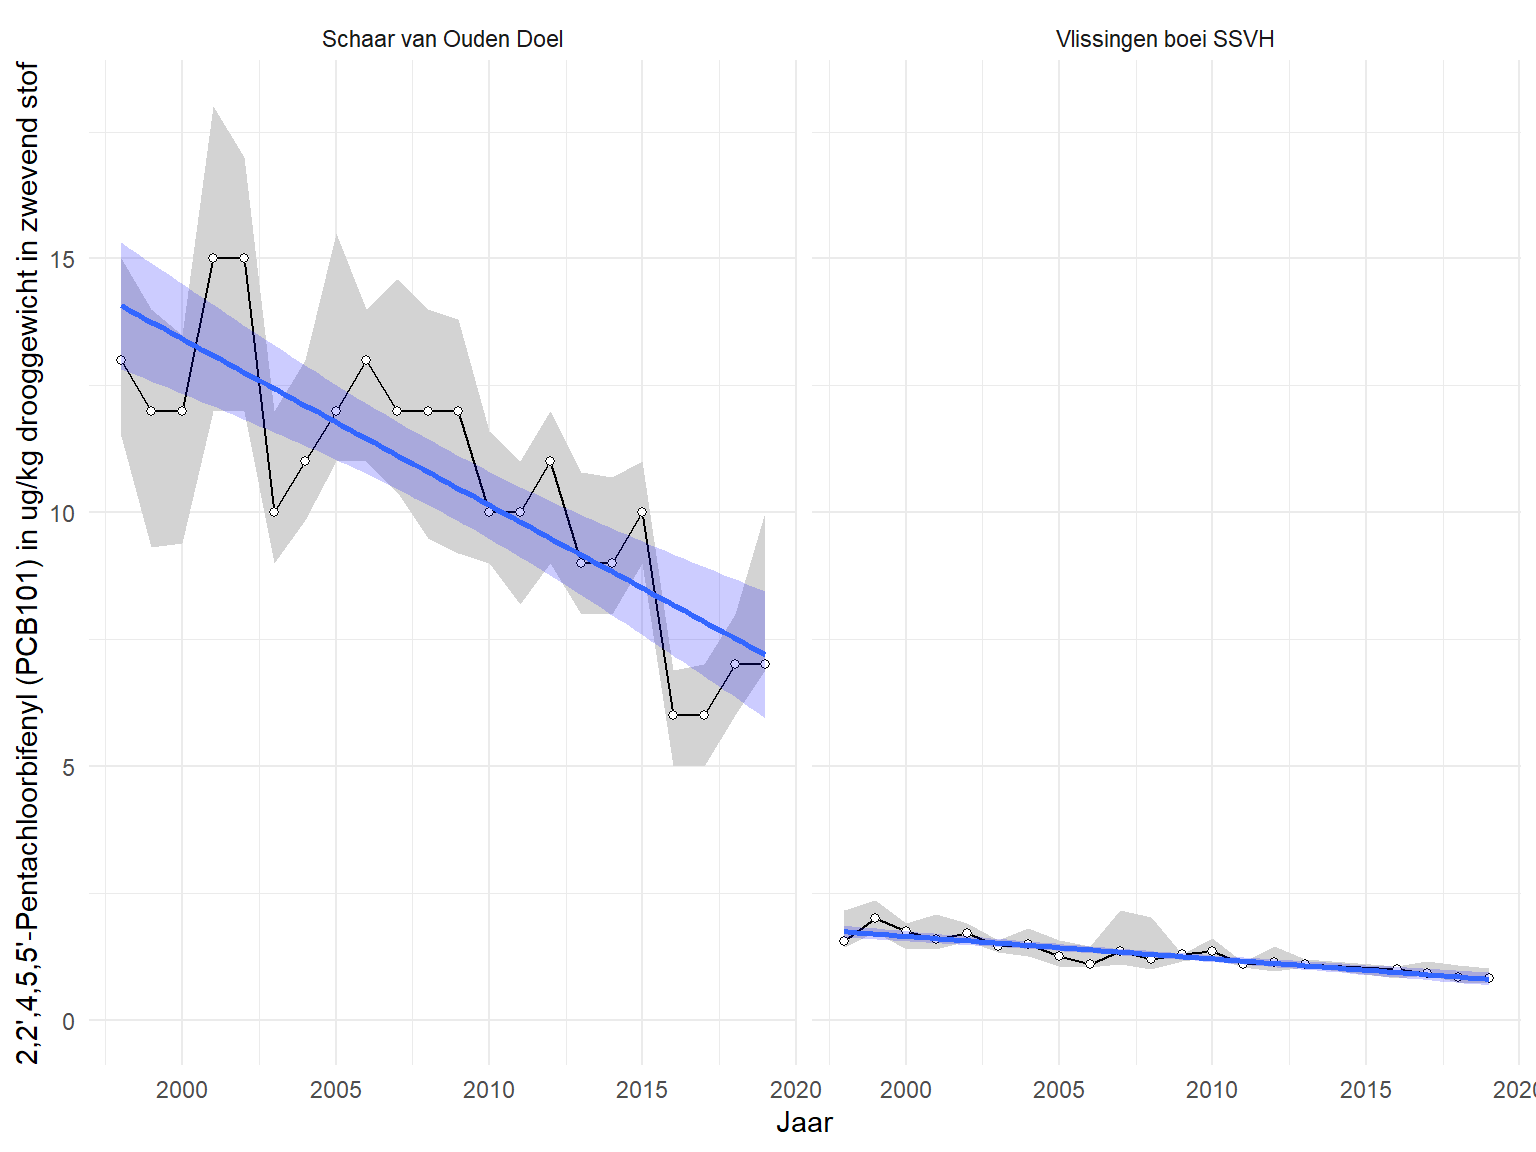 Schaar van Ouden Doel
Vlissingen boei SSVH
2,2',4,5,5'-Pentachloorbifenyl (PCB101) in ug/kg drooggewicht in zwevend stof
15
10
5
0
2000 2005 2010 2015 2020
2000 2005 2010 2015 2020
Jaar